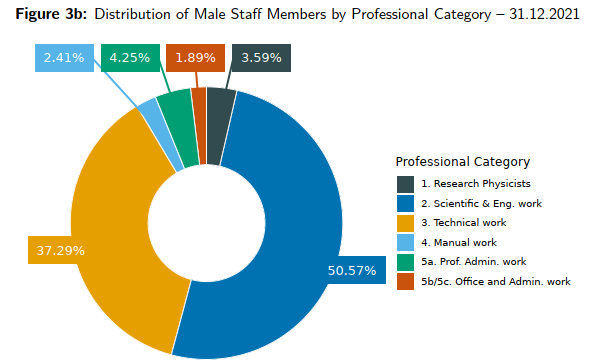 Figure 3b: Distribution of Male Staff Members by Professional Category – 31.12.2021
2.41%
4.25%
1.89%
3.59%
Professional Category
1. Research Physicists
2. Scientific & Eng. work
3. Technical work
4. Manual work
5a. Prof. Admin. work
5b/5c. Office and Admin. work
37.29%
50.57%